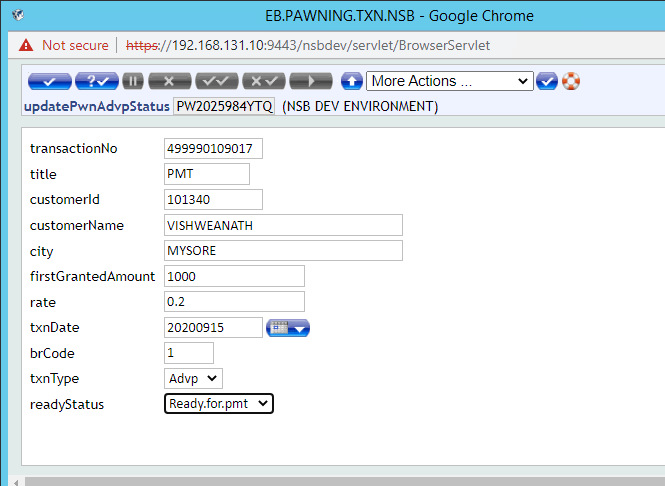 EB.PAWNING.TXN.NSB - Google Chrome
Not secure https://192.168.131.10:9443/nsbdev/servlet/BrowserServlet
More Actions ...
updatePwnAdvpStatus PW2025984YTQ (NSB DEV ENVIRONMENT)
transactionNo 499990109017
title PMT
customerId 101340
customerName VISHWEANATH
city MYSORE
firstGrantedAmount 1000
rate 0.2
txnDate 20200915
brCode 1
txnType Advp
readyStatus Ready.for.pmt